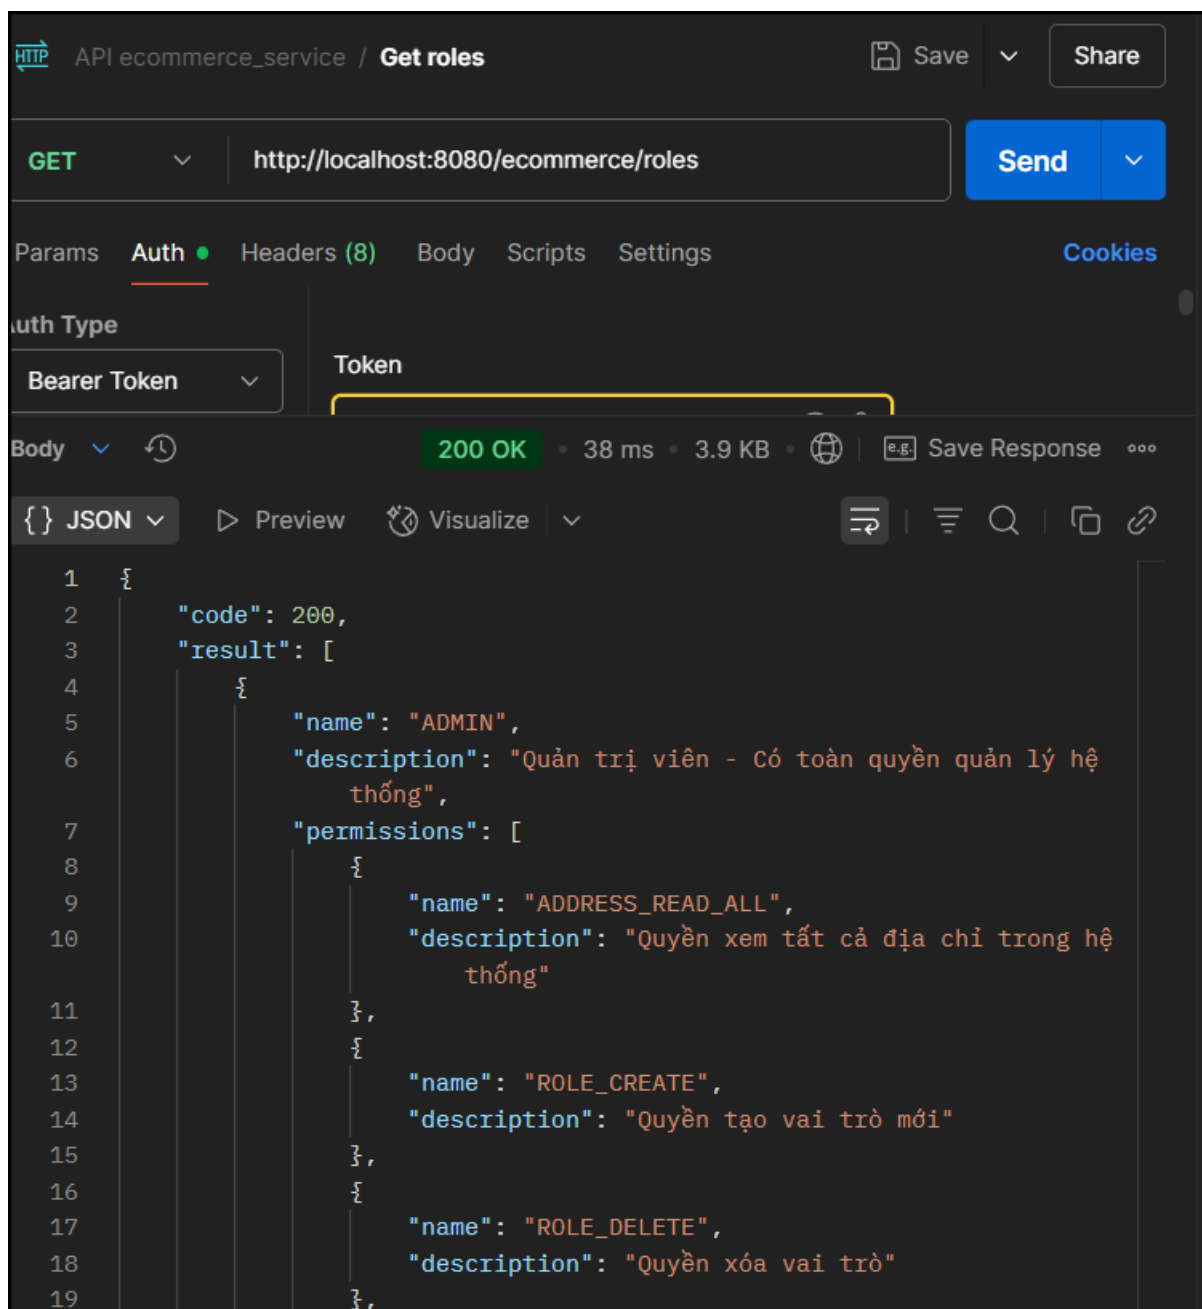 HTTP API ecommerce_service / Get roles Save Share
GET http://localhost:8080/ecommerce/roles Send
Params Auth Headers (8) Body Scripts Settings Cookies
Auth Type
Bearer Token Token
Body 200 OK • 38 ms • 3.9 KB e.g. Save Response
{} JSON Preview Visualize
1 {
2 "code": 200,
3 "result": [
4 {
5 "name": "ADMIN",
6 "description": "Quản trị viên - Có toàn quyền quản lý hệ
thống",
7 "permissions": [
8 {
9 "name": "ADDRESS_READ_ALL",
10 "description": "Quyền xem tất cả địa chỉ trong hệ
thống"
11 },
12 {
13 "name": "ROLE_CREATE",
14 "description": "Quyền tạo vai trò mới"
15 },
16 {
17 "name": "ROLE_DELETE",
18 "description": "Quyền xóa vai trò"
19 },